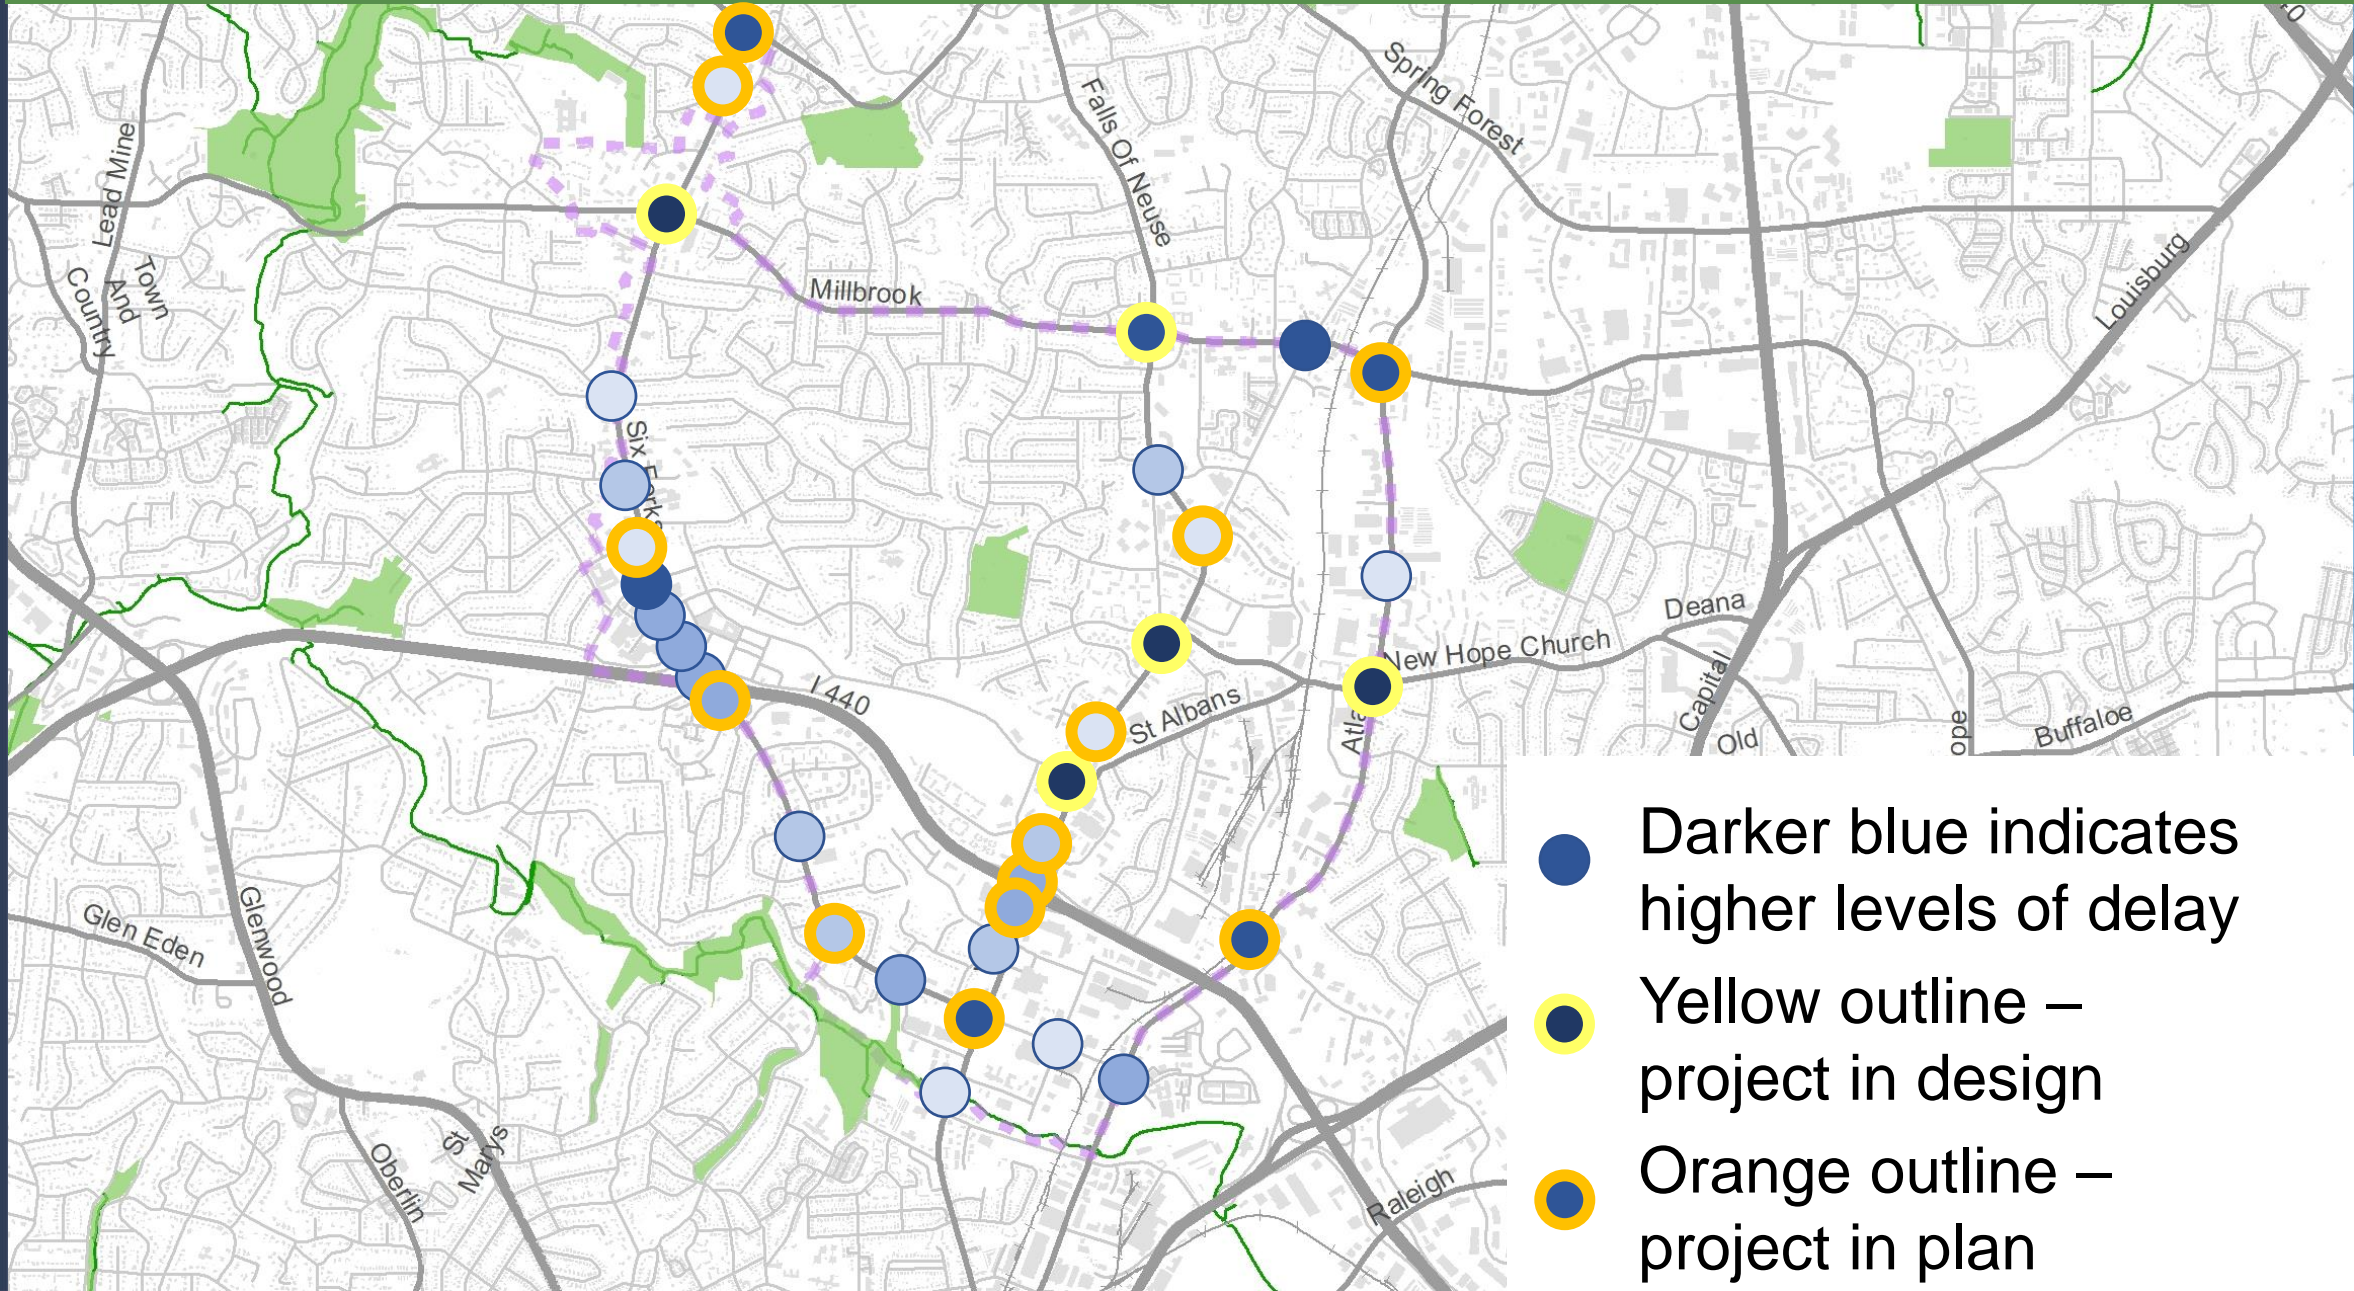 40
Spring Forest
Falls Of Neuse
Lead Mine
Town
And
Country
Millbrook
Louisburg
Six Forks
Deana
New Hope Church
I 440
St Albans
Capital
Old
Buffaloe
ope
Atla
Glen Eden
Glenwood
Oberlin
St
Marys
Raleigh
Darker blue indicates
higher levels of delay
Yellow outline –
project in design
Orange outline –
project in plan